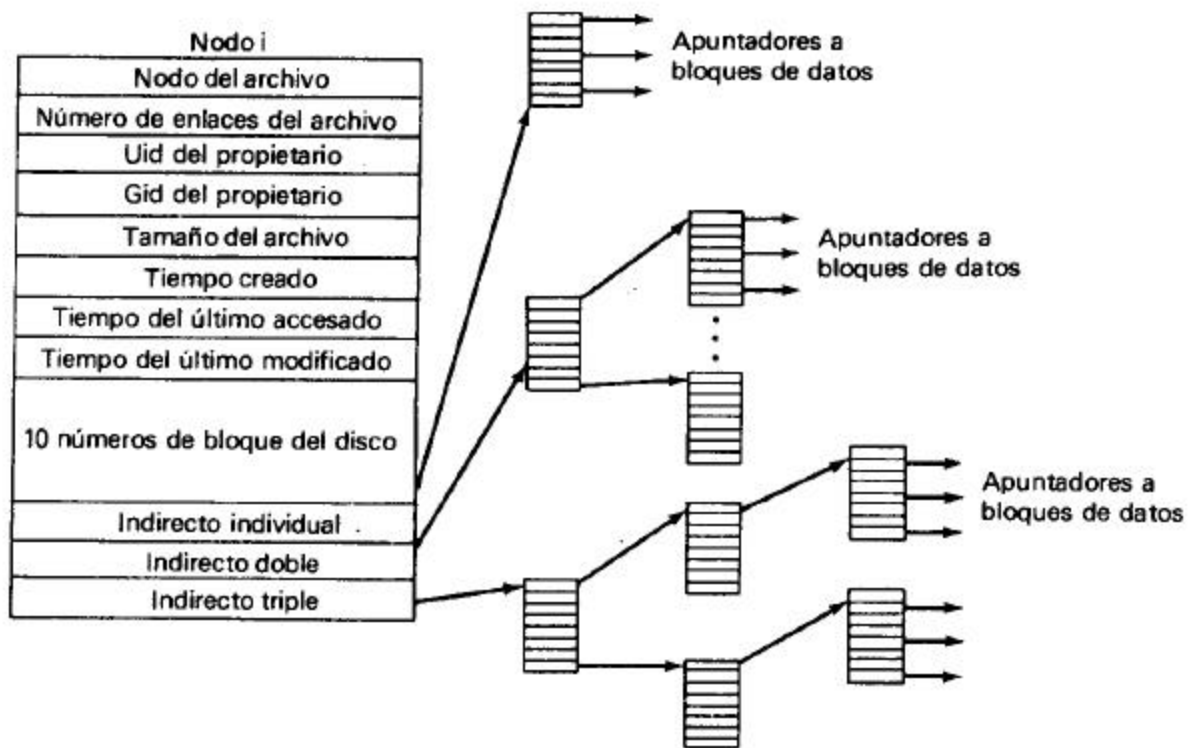 Nodo i
Nodo del archivo
Número de enlaces del archivo
Uid del propietario
Gid del propietario
Tamaño del archivo
Tiempo creado
Tiempo del último accesado
Tiempo del último modificado
10 números de bloque del disco
Indirecto individual
Indirecto doble
Indirecto triple
Apuntadores a
bloques de datos
Apuntadores a
bloques de datos
Apuntadores a
bloques de datos